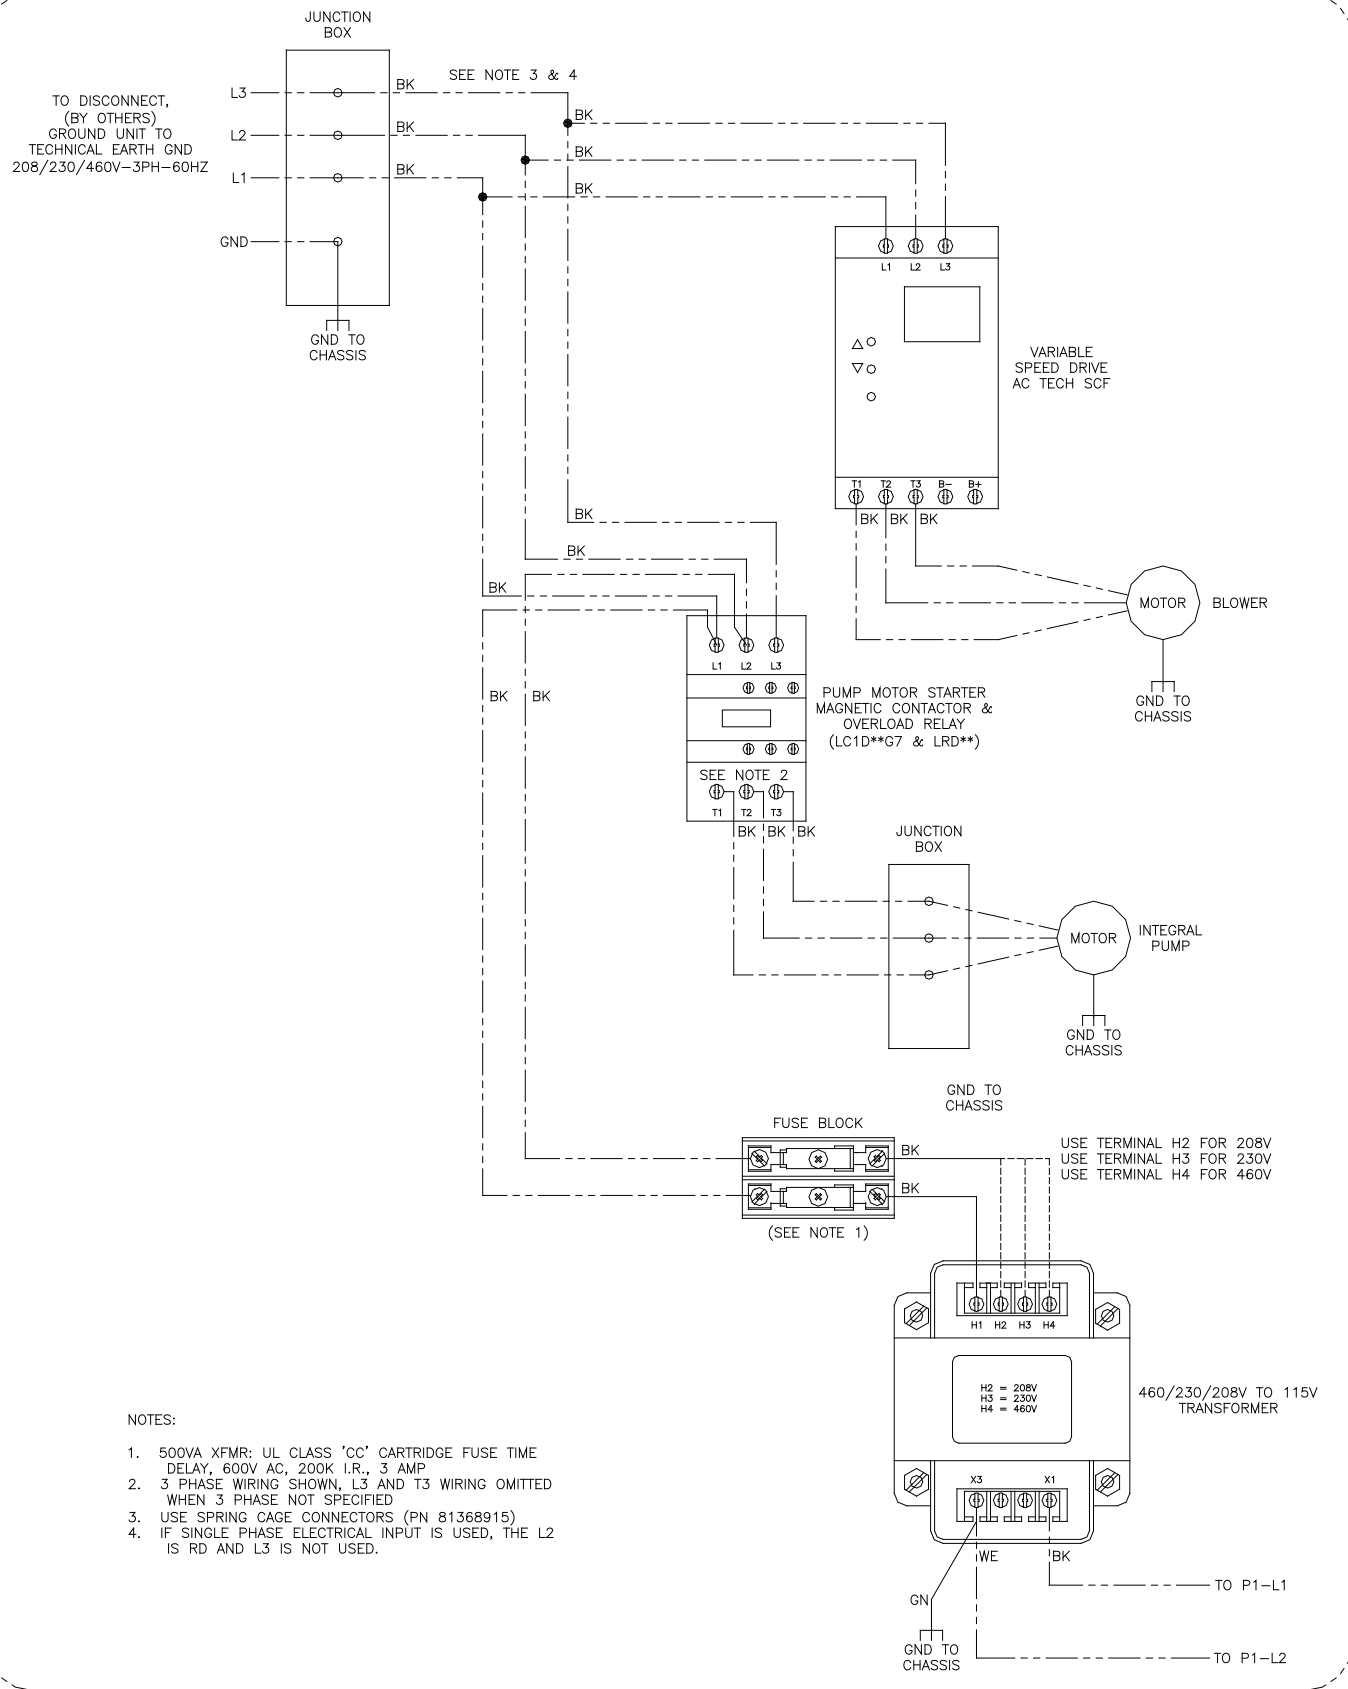 JUNCTION
BOX
SEE NOTE 3 & 4
TO DISCONNECT,
(BY OTHERS)
GROUND UNIT TO
TECHNICAL EARTH GND
208/230/460V-3PH-60HZ
L3
BK
BK
L2
BK
BK
L1
BK
BK
GND
GND TO
CHASSIS
L1 L2 L3
VARIABLE
SPEED DRIVE
AC TECH SCF
T1 T2 T3 B- B+
BK BK BK
BK
BK
BK
MOTOR
BLOWER
GND TO
CHASSIS
L1 L2 L3
BK BK
PUMP MOTOR STARTER
MAGNETIC CONTACTOR &
OVERLOAD RELAY
(LC1D**G7 & LRD**)
SEE NOTE 2
T1 T2 T3
BK BK BK
JUNCTION
BOX
MOTOR
INTEGRAL
PUMP
GND TO
CHASSIS
GND TO
CHASSIS
FUSE BLOCK
BK
BK
(SEE NOTE 1)
USE TERMINAL H2 FOR 208V
USE TERMINAL H3 FOR 230V
USE TERMINAL H4 FOR 460V
H1 H2 H3 H4
H2 = 208V
H3 = 230V
H4 = 460V
460/230/208V TO 115V
TRANSFORMER
X3 X1
WE BK
GN
GND TO
CHASSIS
TO P1-L1
TO P1-L2
NOTES:
1. 500VA XFMR: UL CLASS 'CC' CARTRIDGE FUSE TIME
DELAY, 600V AC, 200K I.R., 3 AMP
2. 3 PHASE WIRING SHOWN, L3 AND T3 WIRING OMITTED
WHEN 3 PHASE NOT SPECIFIED
3. USE SPRING CAGE CONNECTORS (PN 81368915)
4. IF SINGLE PHASE ELECTRICAL INPUT IS USED, THE L2
IS RD AND L3 IS NOT USED.